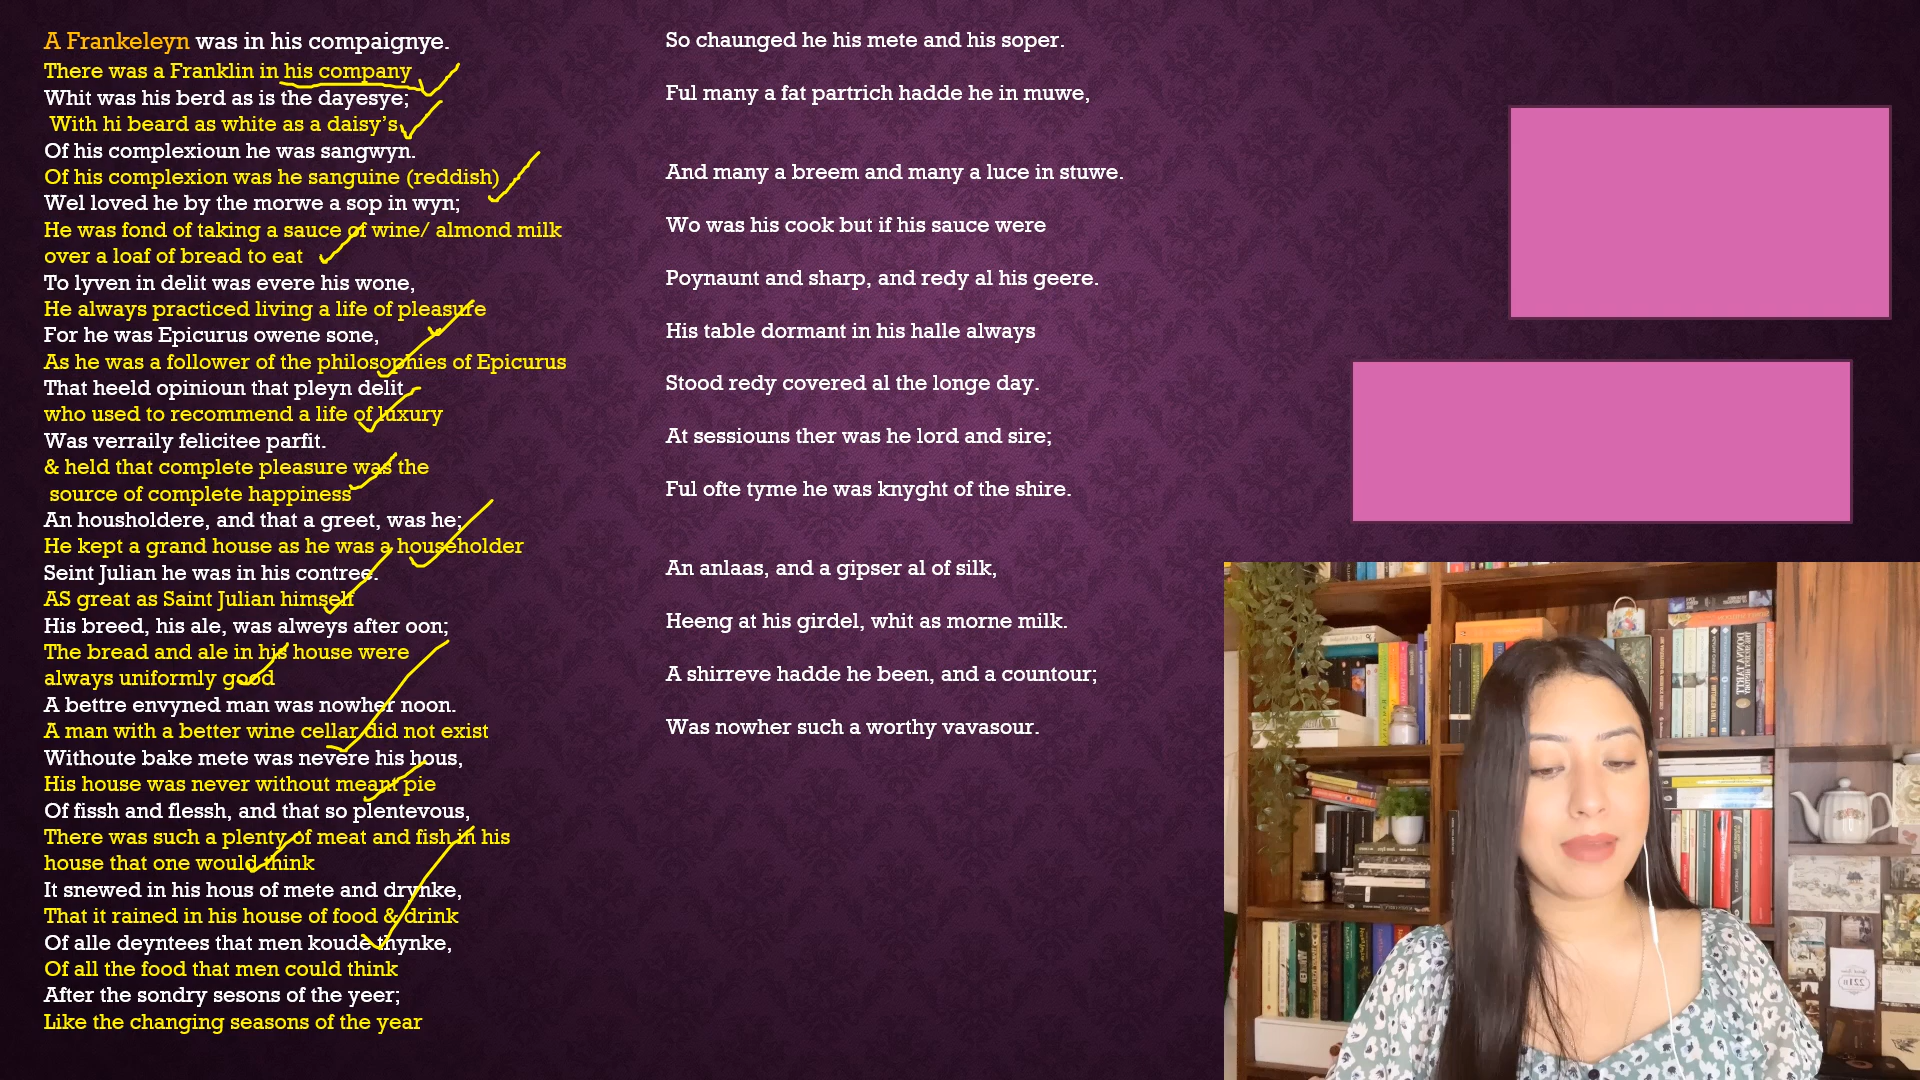 A Frankeleyn was in his compaignye.
There was a Franklin in his company
Whit was his berd as is the dayesye;
With hi beard as white as a daisy's
Of his complexioun he was sangwyn.
Of his complexion was he sanguine (reddish)
Wel loved he by the morwe a sop in wyn;
He was fond of taking a sauce of wine/ almond milk
over a loaf of bread to eat
To lyven in delit was evere his wone,
He always practiced living a life of pleasure
For he was Epicurus owene sone,
As he was a follower of the philosophies of Epicurus
That heeld opinioun that pleyn delit
who used to recommend a life of luxury
Was verraily felicitee parfit.
& held that complete pleasure was the
source of complete happiness
An housholdere, and that a greet, was he;
He kept a grand house as he was a householder
Seint Julian he was in his contree.
AS great as Saint Julian himself
His breed, his ale, was alweys after oon;
The bread and ale in his house were
always uniformly good
A bettre envyned man was nowher noon.
A man with a better wine cellar did not exist
Withoute bake mete was nevere his hous,
His house was never without meant pie
Of fissh and flessh, and that so plentevous,
There was such a plenty of meat and fish in his
house that one would think
It snewed in his hous of mete and drynke,
That it rained in his house of food & drink
Of alle deyntees that men koude thynke,
Of all the food that men could think
After the sondry sesons of the yeer;
Like the changing seasons of the year
So chaunged he his mete and his soper.
Ful many a fat partrich hadde he in muwe,
And many a breem and many a luce in stuwe.
Wo was his cook but if his sauce were
Poynaunt and sharp, and redy al his geere.
His table dormant in his halle always
Stood redy covered al the longe day.
At sessiouns ther was he lord and sire;
Ful ofte tyme he was knyght of the shire.
An anlaas, and a gipser al of silk,
Heeng at his girdel, whit as morne milk.
A shirreve hadde he been, and a countour;
Was nowher such a worthy vavasour.